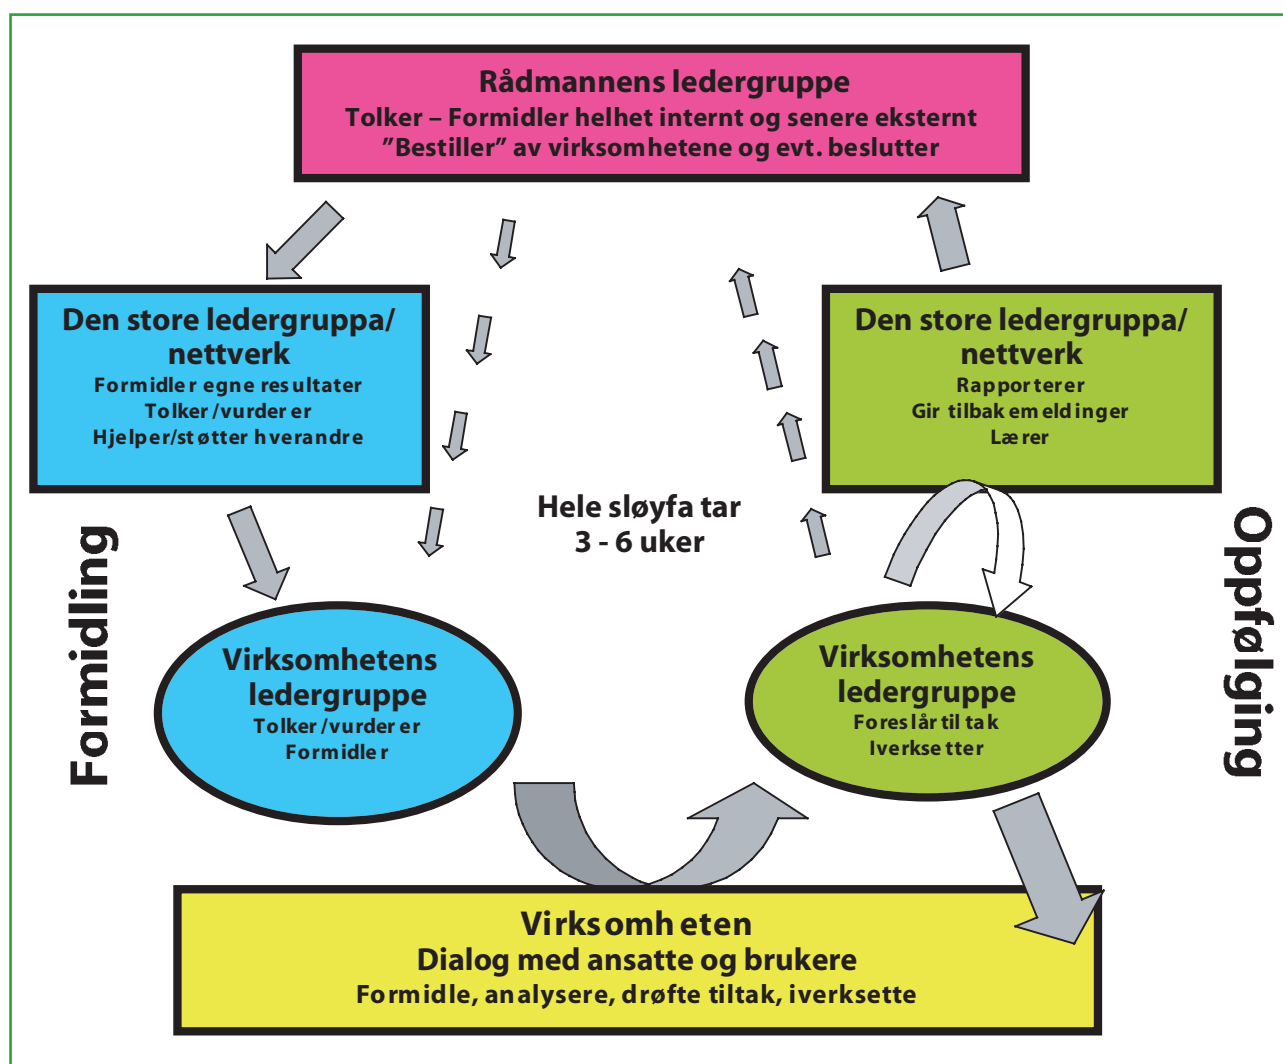 Rådmannens ledergruppe
Tolker – Formidler helhet internt og senere eksternt
”Bestiller” av virksomhetene og evt. beslutter
Den store ledergruppa/
nettverk
Formidler egne resultater
Tolker/vurderer
Hjelper/støtter hverandre
Den store ledergruppa/
nettverk
Rapporterer
Gir tilbakemeldinger
Lærer
Hele sløyfa tar
3 - 6 uker
Formidling
Oppfølging
Virksomhetens
ledergruppe
Tolker/vurderer
Formidler
Virksomhetens
ledergruppe
Foreslår tiltak
Iverksetter
Virksomheten
Dialog med ansatte og brukere
Formidle, analysere, drøfte tiltak, iverksette